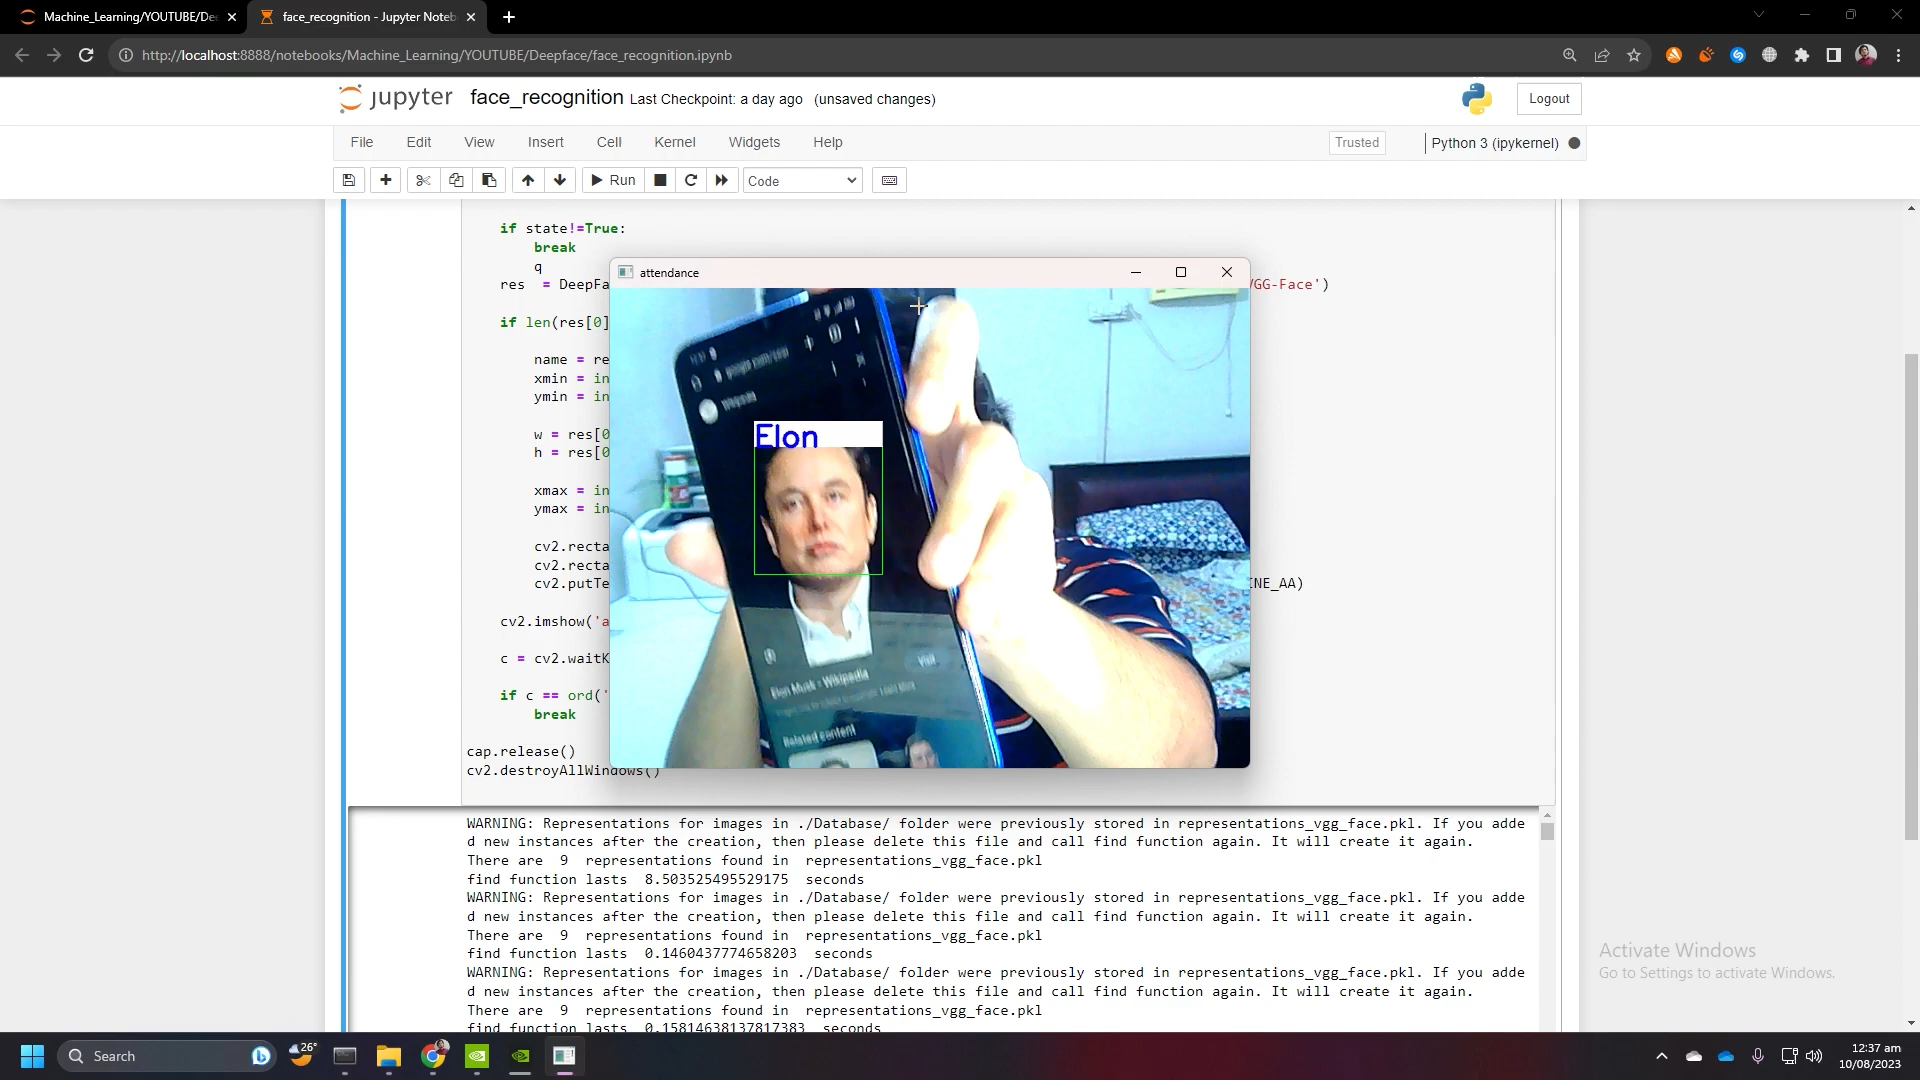 Machine_Learning/YOUTUBE/De
face_recognition - Jupyter Noteb
http://localhost:8888/notebooks/Machine_Learning/YOUTUBE/Deepface/face_recognition.ipynb
jupyter face_recognition Last Checkpoint: a day ago (unsaved changes)
Logout
File Edit View Insert Cell Kernel Widgets Help
Trusted
Python 3 (ipykernel)
Run
Code
if state!=True:
break
q
res = DeepFa
VGG-Face')
if len(res[0]
name = re
xmin = in
ymin = in
w = res[0
h = res[0
xmax = in
ymax = in
cv2.recta
cv2.recta
cv2.putTe
INE_AA)
cv2.imshow('a
c = cv2.waitK
if c == ord('
break
cap.release()
cv2.destroyAllWindows()
attendance
Elon
Visit
Elon Musk - Wikipedia
Related content
WARNING: Representations for images in ./Database/ folder were previously stored in representations_vgg_face.pkl. If you adde
d new instances after the creation, then please delete this file and call find function again. It will create it again.
There are 9 representations found in representations_vgg_face.pkl
find function lasts 8.503525495529175 seconds
WARNING: Representations for images in ./Database/ folder were previously stored in representations_vgg_face.pkl. If you adde
d new instances after the creation, then please delete this file and call find function again. It will create it again.
There are 9 representations found in representations_vgg_face.pkl
find function lasts 0.1460437774658203 seconds
WARNING: Representations for images in ./Database/ folder were previously stored in representations_vgg_face.pkl. If you adde
d new instances after the creation, then please delete this file and call find function again. It will create it again.
There are 9 representations found in representations_vgg_face.pkl
find function lasts 0.15814638137817383 seconds
Activate Windows
Go to Settings to activate Windows.
Search
26°
12:37 am
10/08/2023